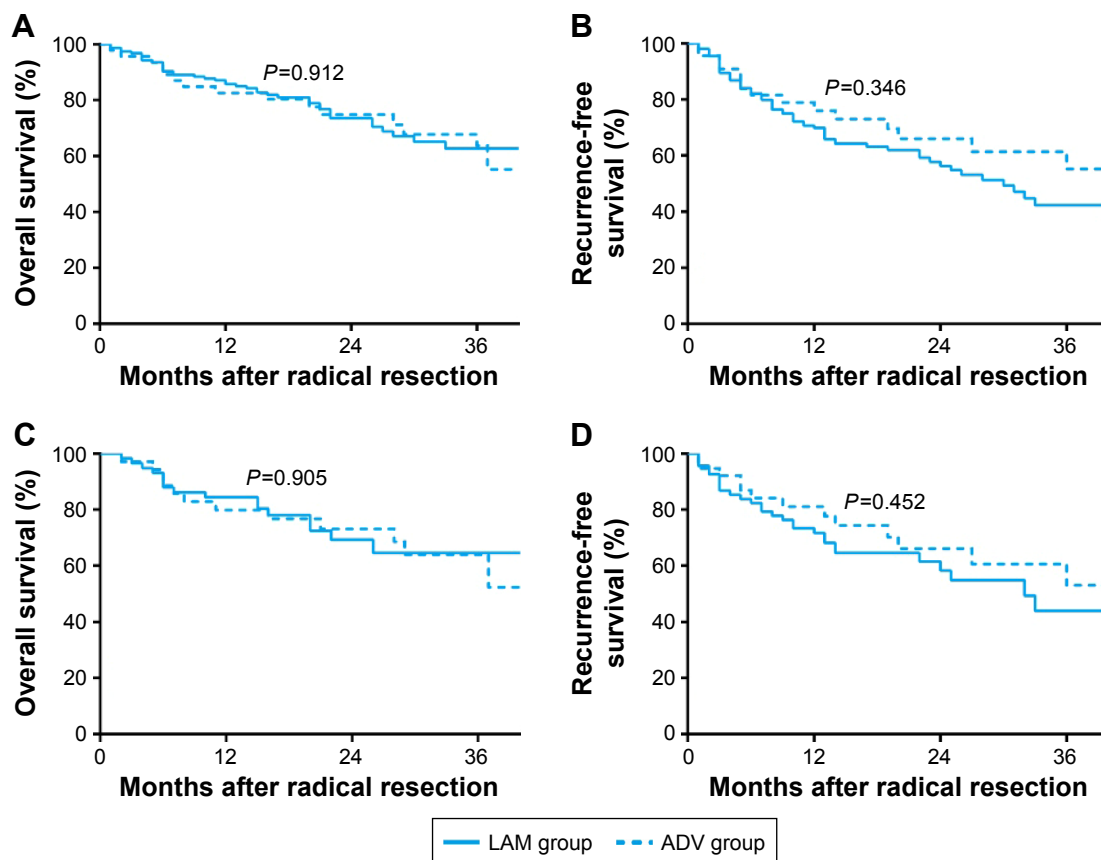 A
Overall survival (%)
100
80
60
40
20
0
P=0.912
0 12 24 36
Months after radical resection
B
Recurrence-free
survival (%)
100
80
60
40
20
0
P=0.346
0 12 24 36
Months after radical resection
C
Overall survival (%)
100
80
60
40
20
0
P=0.905
0 12 24 36
Months after radical resection
D
Recurrence-free
survival (%)
100
80
60
40
20
0
P=0.452
0 12 24 36
Months after radical resection
LAM group ADV group